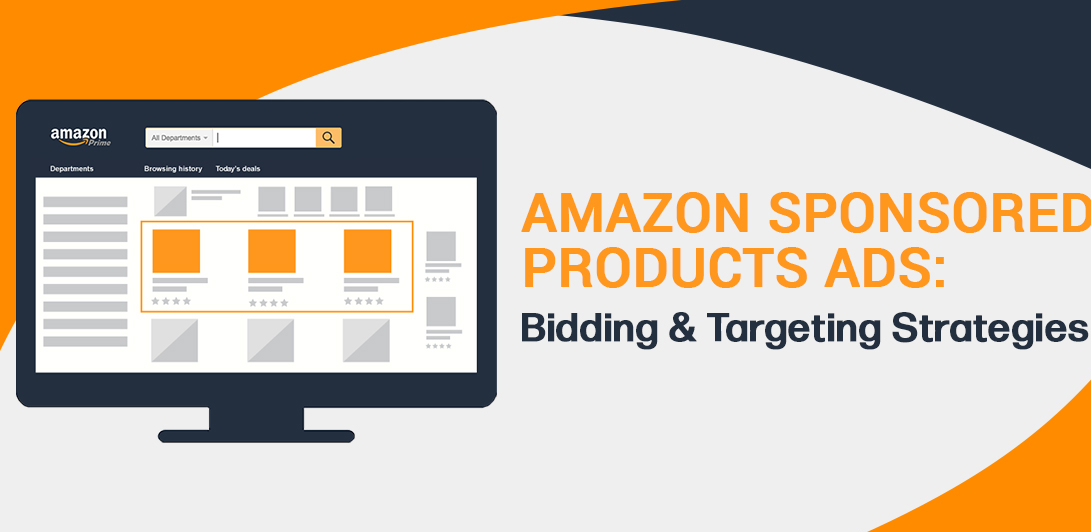 amazon
Prime
All Departments
Departments Browsing history Today's deals
AMAZON SPONSORED
PRODUCTS ADS:
Bidding & Targeting Strategies